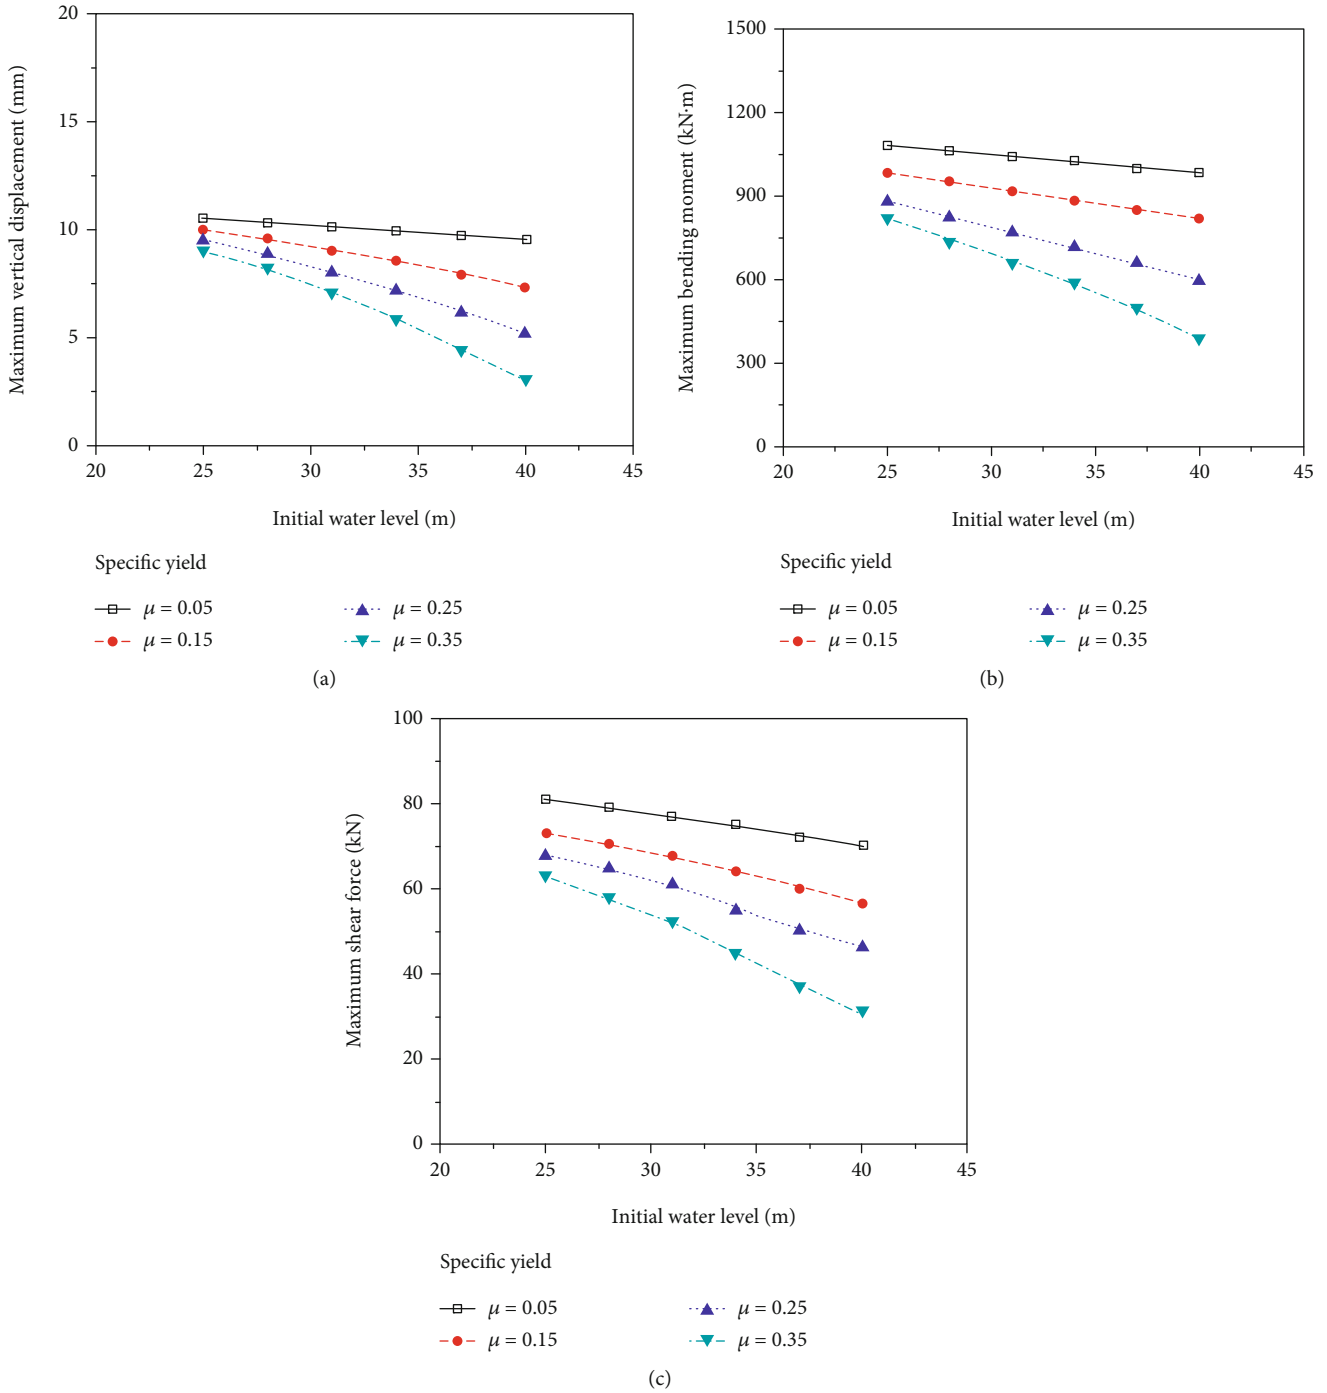 20
15
10
5
0
Maximum vertical displacement (mm)
20 25 30 35 40 45
Initial water level (m)
Specific yield
μ = 0.05 μ = 0.25
μ = 0.15 μ = 0.35
(a)
1500
1200
900
600
300
0
Maximum bending moment (kN·m)
20 25 30 35 40 45
Initial water level (m)
Specific yield
μ = 0.05 μ = 0.25
μ = 0.15 μ = 0.35
(b)
100
80
60
40
20
0
Maximum shear force (kN)
20 25 30 35 40 45
Initial water level (m)
Specific yield
μ = 0.05 μ = 0.25
μ = 0.15 μ = 0.35
(c)